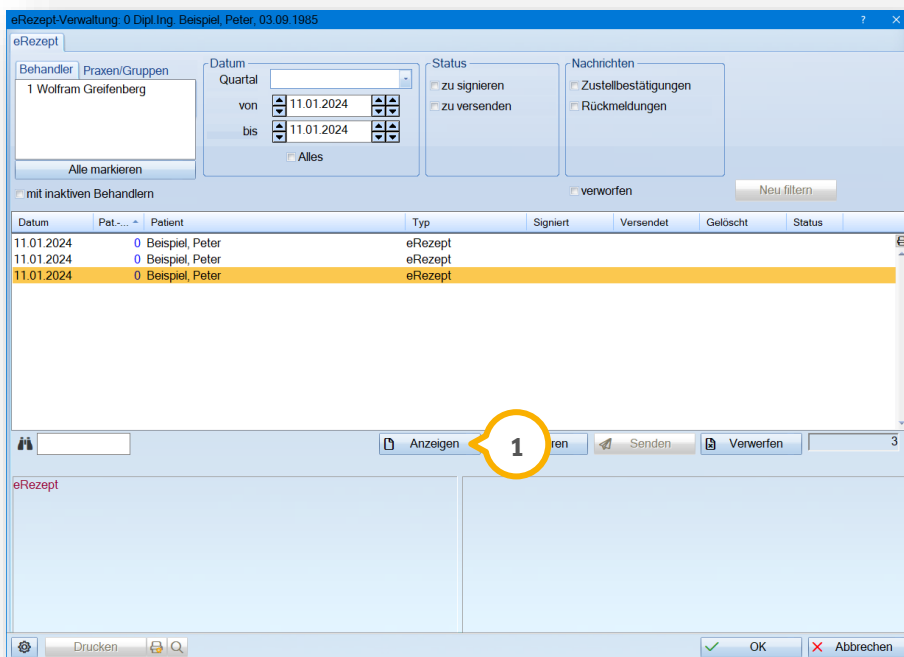 eRezept-Verwaltung: 0 Dipl.Ing. Beispiel, Peter, 03.09.1985 ?
eRezept
Behandler Praxen/Gruppen
1 Wolfram Greifenberg
Alle markieren
mit inaktiven Behandlern
Datum
Quartal
von 11.01.2024
bis 11.01.2024
Alles
Status
zu signieren
zu versenden
Nachrichten
Zustellbestätigungen
Rückmeldungen
verworfen
Neu filtern
Datum Pat.-... Patient Typ Signiert Versendet Gelöscht Status
11.01.2024 0 Beispiel, Peter eRezept
11.01.2024 0 Beispiel, Peter eRezept
11.01.2024 0 Beispiel, Peter eRezept
Anzeigen 1 ren Senden Verwerfen 3
eRezept
Drucken OK Abbrechen